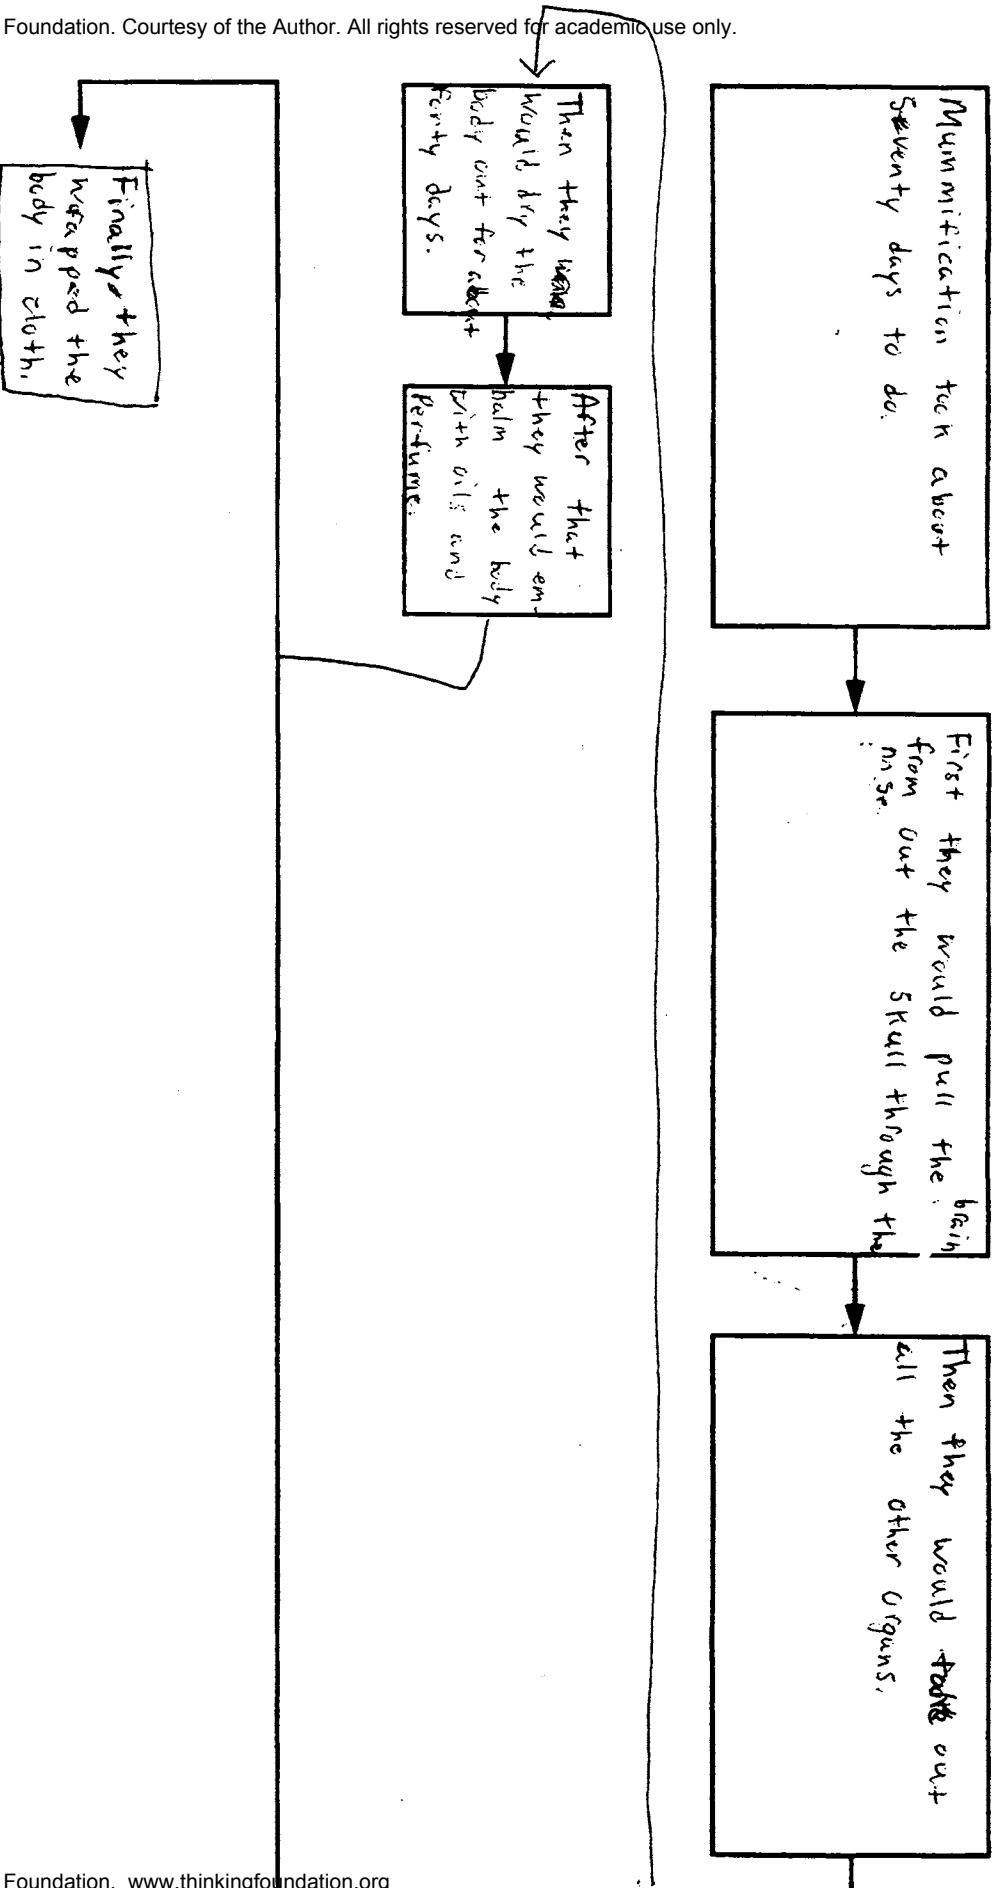 Foundation. Courtesy of the Author. All rights reserved for academic use only.
Mummification took about
Seventy days to do.
First they would pull the brain
from out the skull through the
nose.
Then they would take out
all the other organs.
Then they
would dry the
body out for about
forty days.
After that
they would em-
balm the body
with oils and
Perfume.
Finally they
wrapped the
body in cloth.
Foundation. www.thinkingfoundation.org